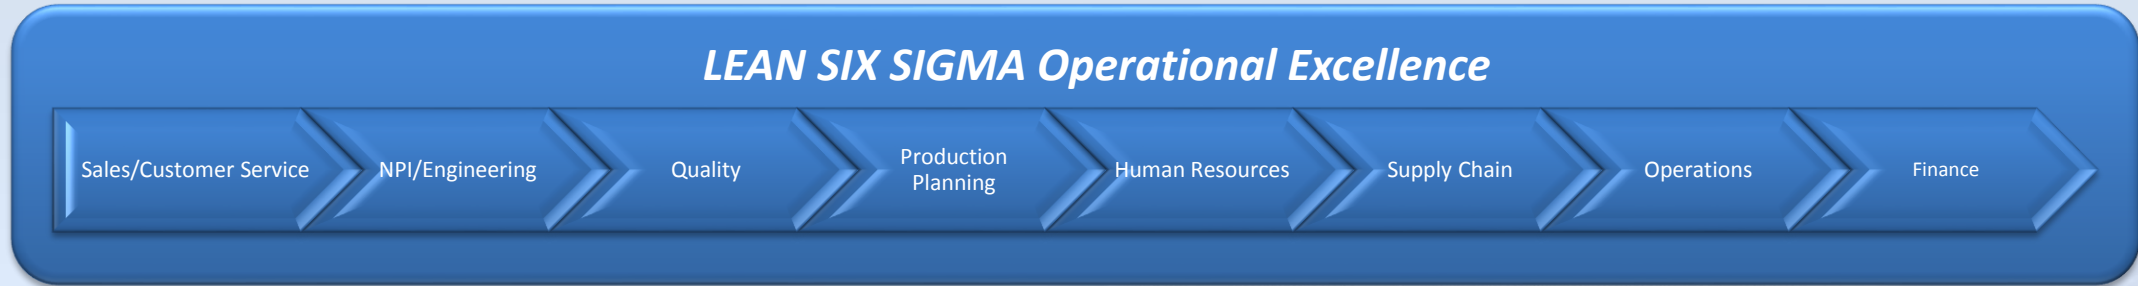 LEAN SIX SIGMA Operational Excellence
Sales/Customer Service
NPI/Engineering
Quality
Production
Planning
Human Resources
Supply Chain
Operations
Finance